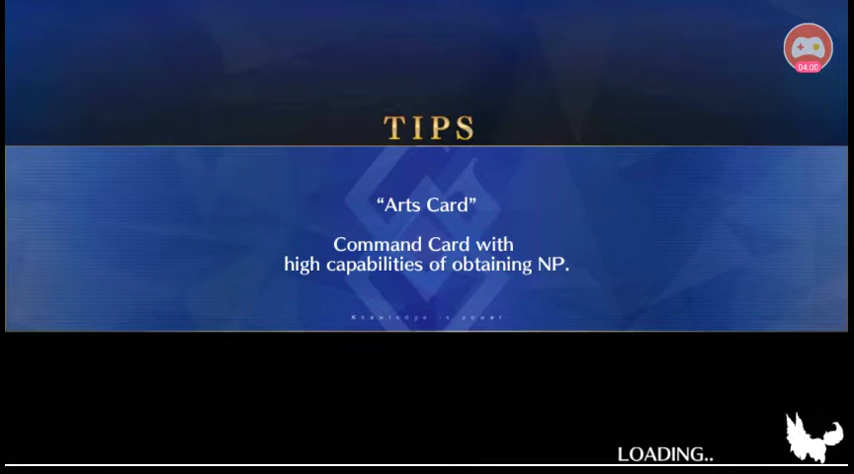 04:00
TIPS
“Arts Card”
Command Card with
high capabilities of obtaining NP.
Knowledge is power
LOADING..